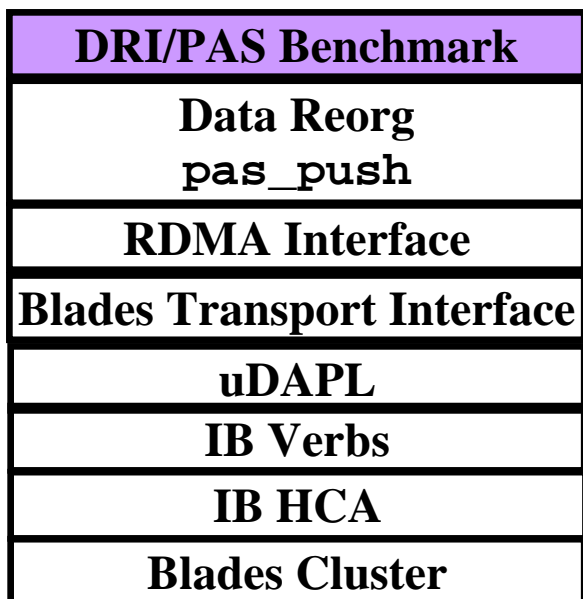 DRI/PAS Benchmark
Data Reorg
pas_push
RDMA Interface
Blades Transport Interface
uDAPL
IB Verbs
IB HCA
Blades Cluster